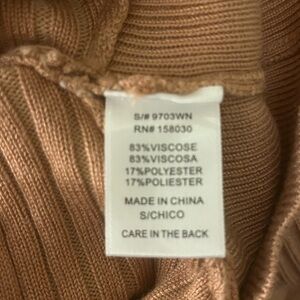 S/# 9703WN
RN# 158030
83%VISCOSE
83%VISCOSA
17%POLYESTER
17%POLIESTER
MADE IN CHINA
S/CHICO
CARE IN THE BACK